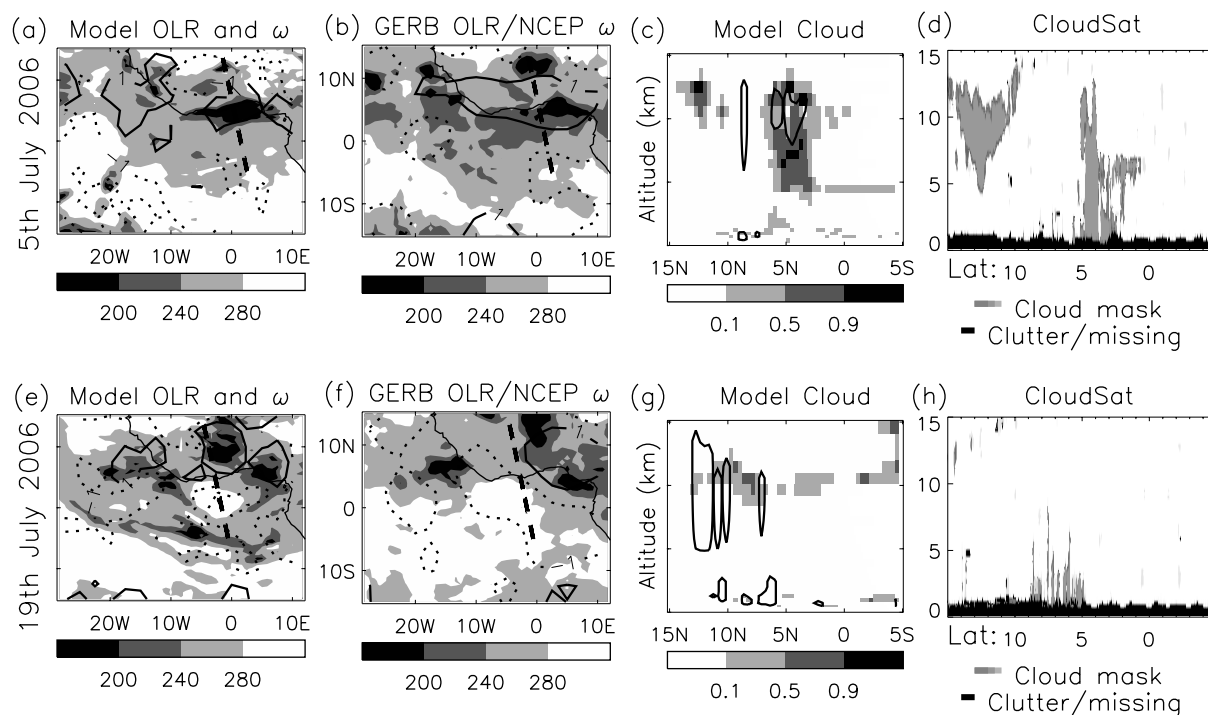 (a) Model OLR and ω
(b) GERB OLR/NCEP ω
(c) Model Cloud
(d) CloudSat
5th July 2006
10N
0
10S
20W 10W 0 10E
200 240 280
20W 10W 0 10E
200 240 280
Altitude (km)
15N 10N 5N 0 5S
0.1 0.5 0.9
15
10
5
0
Lat: 10 5 0
Cloud mask
Clutter/missing
(e) Model OLR and ω
(f) GERB OLR/NCEP ω
(g) Model Cloud
(h) CloudSat
19th July 2006
10N
0
10S
20W 10W 0 10E
200 240 280
20W 10W 0 10E
200 240 280
Altitude (km)
15N 10N 5N 0 5S
0.1 0.5 0.9
15
10
5
0
Lat: 10 5 0
Cloud mask
Clutter/missing